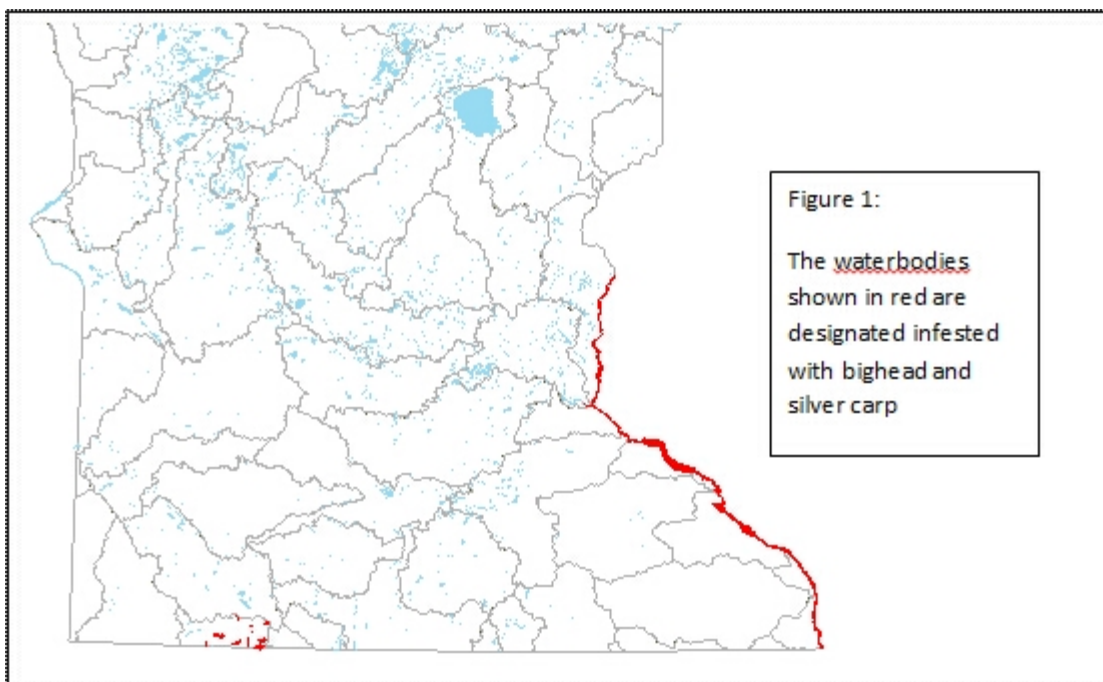 Figure 1:
The waterbodies
shown in red are
designated infested
with bighead and
silver carp